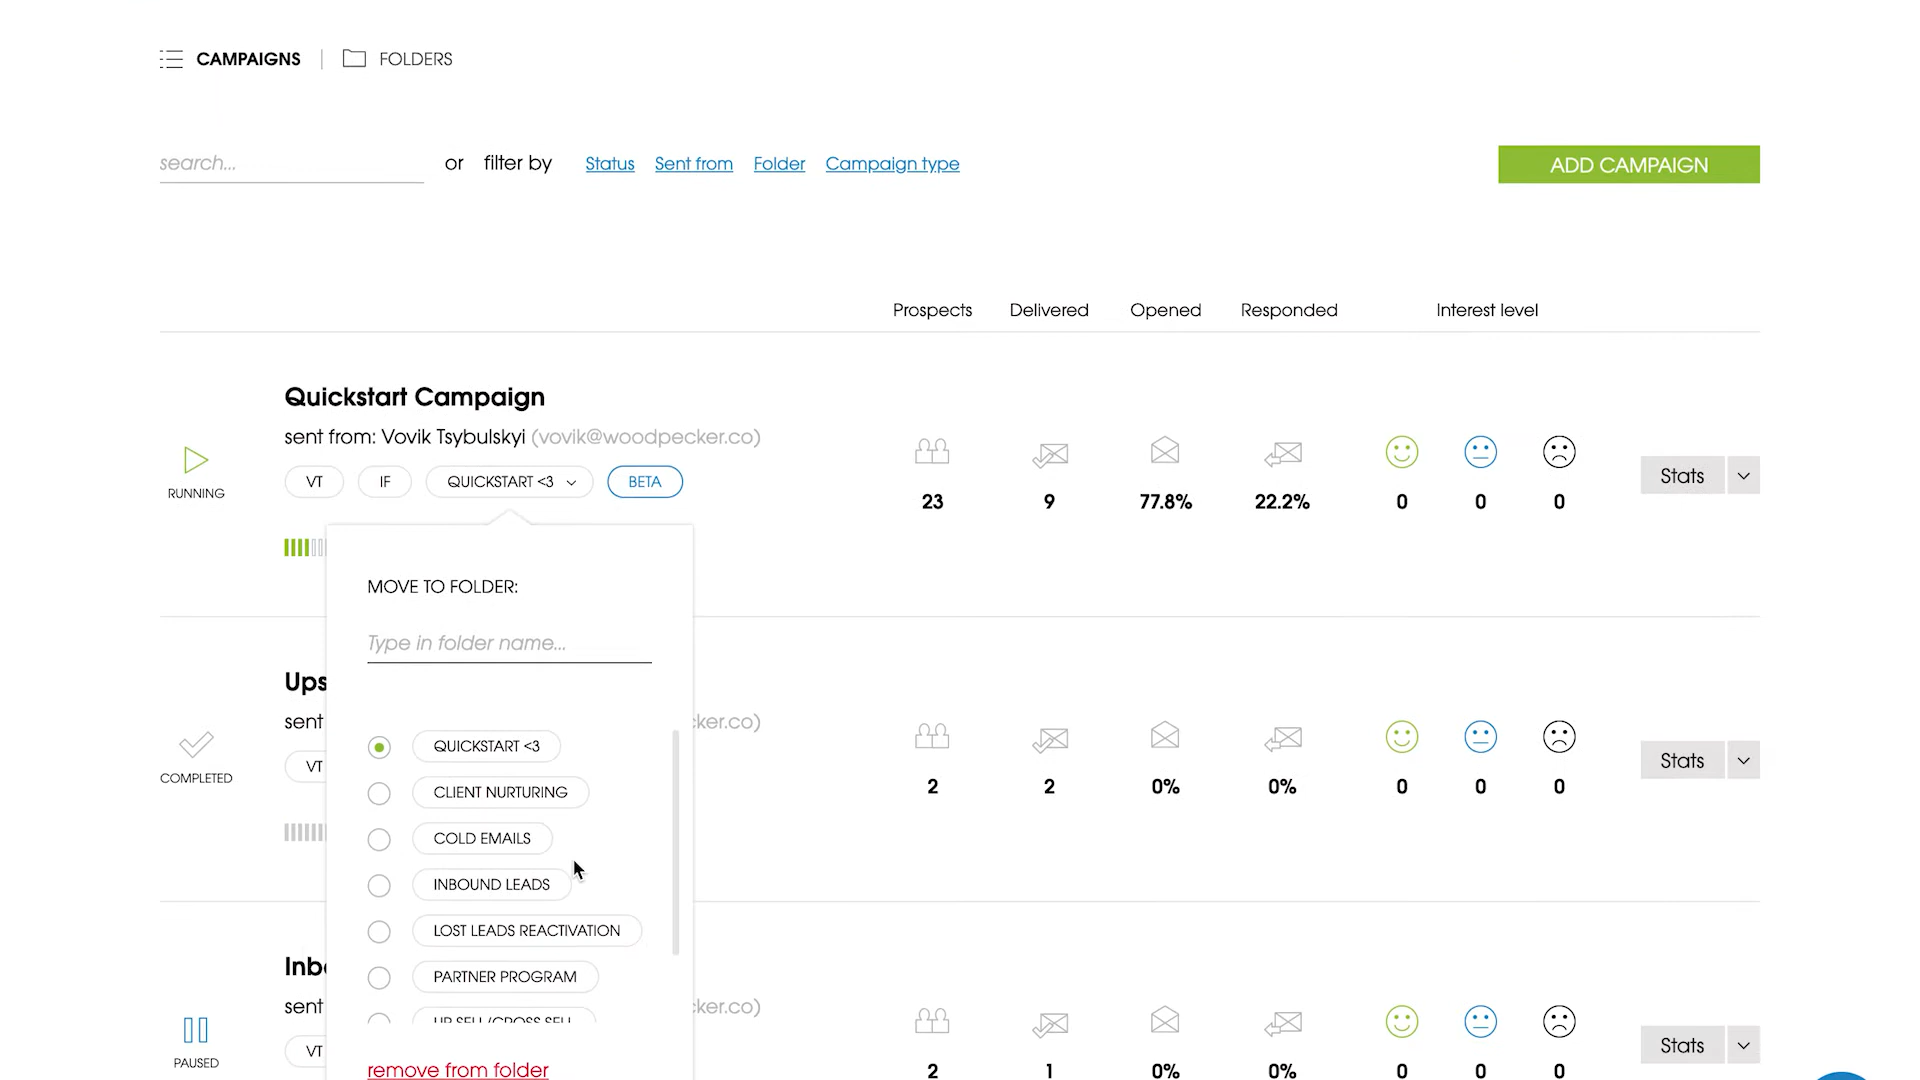 CAMPAIGNS FOLDERS
search... or filter by Status Sent from Folder Campaign type ADD CAMPAIGN
Prospects Delivered Opened Responded Interest level
Quickstart Campaign
sent from: Vovik Tsybulskyi (vovik@woodpecker.co)
VT IF QUICKSTART <3 BETA
RUNNING
23 9 77.8% 22.2% 0 0 0
Stats
MOVE TO FOLDER:
Type in folder name...
QUICKSTART <3
CLIENT NURTURING
COLD EMAILS
INBOUND LEADS
LOST LEADS REACTIVATION
PARTNER PROGRAM
UP SELL/CROSS SELL
remove from folder
Ups
sent ker.co)
VT
COMPLETED
2 2 0% 0% 0 0 0
Stats
Inb
sent ker.co)
VT
PAUSED
2 1 0% 0% 0 0 0
Stats